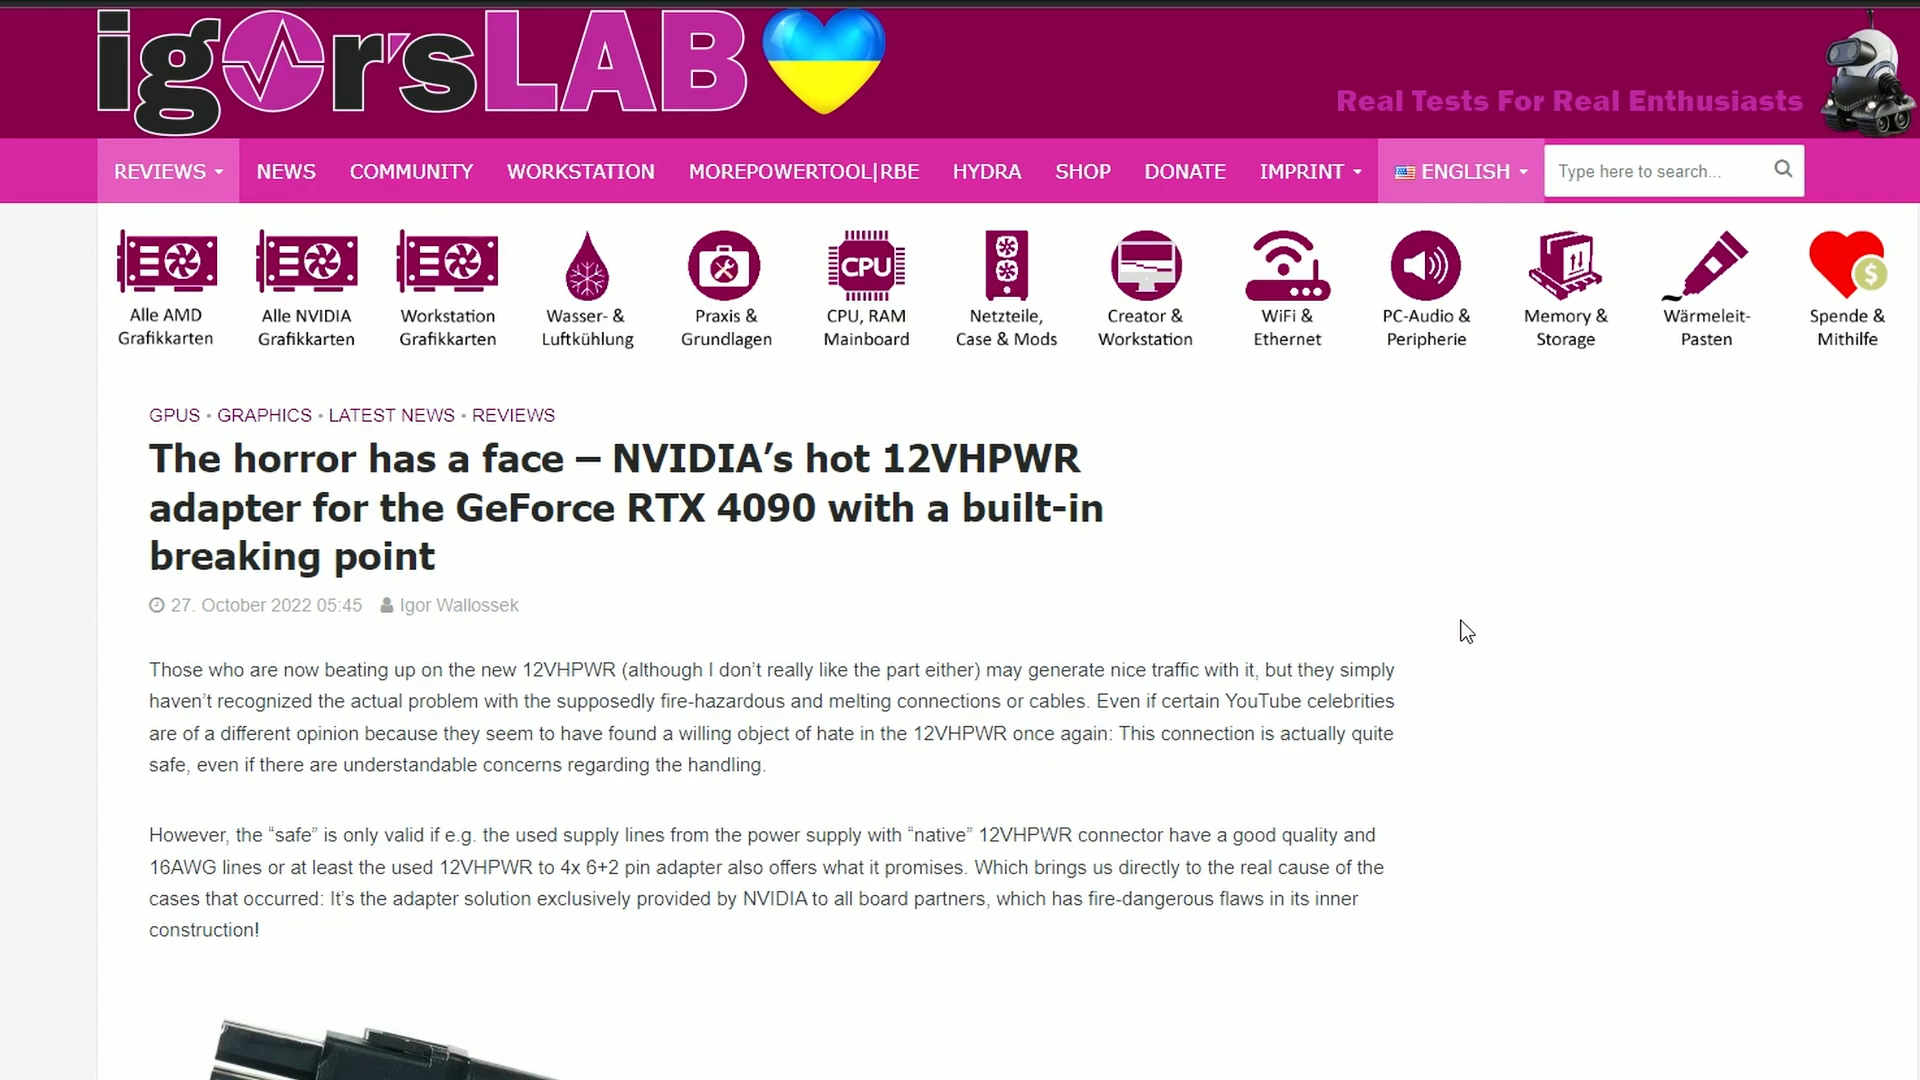 igor'sLAB
Real Tests For Real Enthusiasts
REVIEWS NEWS COMMUNITY WORKSTATION MOREPOWERTOOL|RBE HYDRA SHOP DONATE IMPRINT ENGLISH Type here to search...
CPU
$
Alle AMD Grafikkarten
Alle NVIDIA Grafikkarten
Workstation Grafikkarten
Wasser- & Luftkühlung
Praxis & Grundlagen
CPU, RAM Mainboard
Netzteile, Case & Mods
Creator & Workstation
WiFi & Ethernet
PC-Audio & Peripherie
Memory & Storage
Wärmeleit- Pasten
Spende & Mithilfe
GPUS • GRAPHICS • LATEST NEWS • REVIEWS
The horror has a face – NVIDIA’s hot 12VHPWR
adapter for the GeForce RTX 4090 with a built-in
breaking point
27. October 2022 05:45 Igor Wallossek
Those who are now beating up on the new 12VHPWR (although I don’t really like the part either) may generate nice traffic with it, but they simply
haven’t recognized the actual problem with the supposedly fire-hazardous and melting connections or cables. Even if certain YouTube celebrities
are of a different opinion because they seem to have found a willing object of hate in the 12VHPWR once again: This connection is actually quite
safe, even if there are understandable concerns regarding the handling.
However, the “safe” is only valid if e.g. the used supply lines from the power supply with “native” 12VHPWR connector have a good quality and
16AWG lines or at least the used 12VHPWR to 4x 6+2 pin adapter also offers what it promises. Which brings us directly to the real cause of the
cases that occurred: It’s the adapter solution exclusively provided by NVIDIA to all board partners, which has fire-dangerous flaws in its inner
construction!